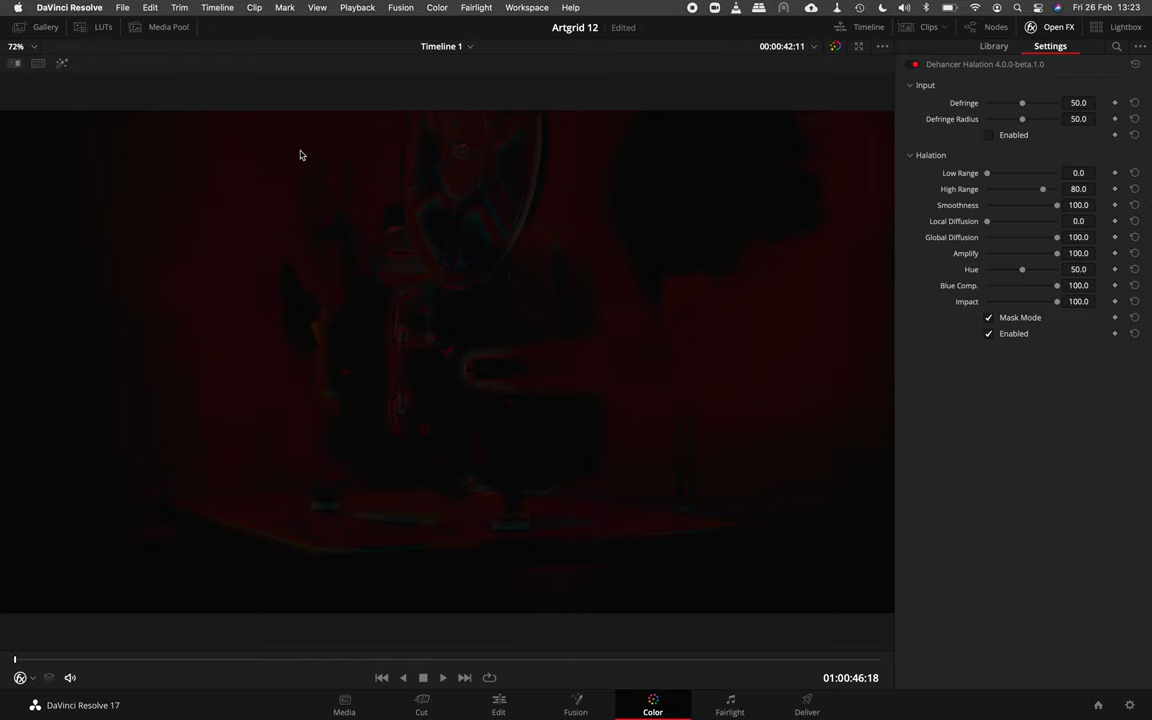 DaVinci Resolve File Edit Trim Timeline Clip Mark View Playback Fusion Color Fairlight Workspace Help Fri 26 Feb 13:23
Gallery LUTs Media Pool Artgrid 12 Edited Timeline Clips Nodes Open FX Lightbox
72% Timeline 1 00:00:42:11 Library Settings
Dehancer Halation 4.0.0-beta.1.0
Input
Defringe 50.0
Defringe Radius 50.0
Enabled
Halation
Low Range 0.0
High Range 80.0
Smoothness 100.0
Local Diffusion 0.0
Global Diffusion 100.0
Amplify 100.0
Hue 50.0
Blue Comp. 100.0
Impact 100.0
Mask Mode
Enabled
01:00:46:18
DaVinci Resolve 17 Media Cut Edit Fusion Color Fairlight Deliver